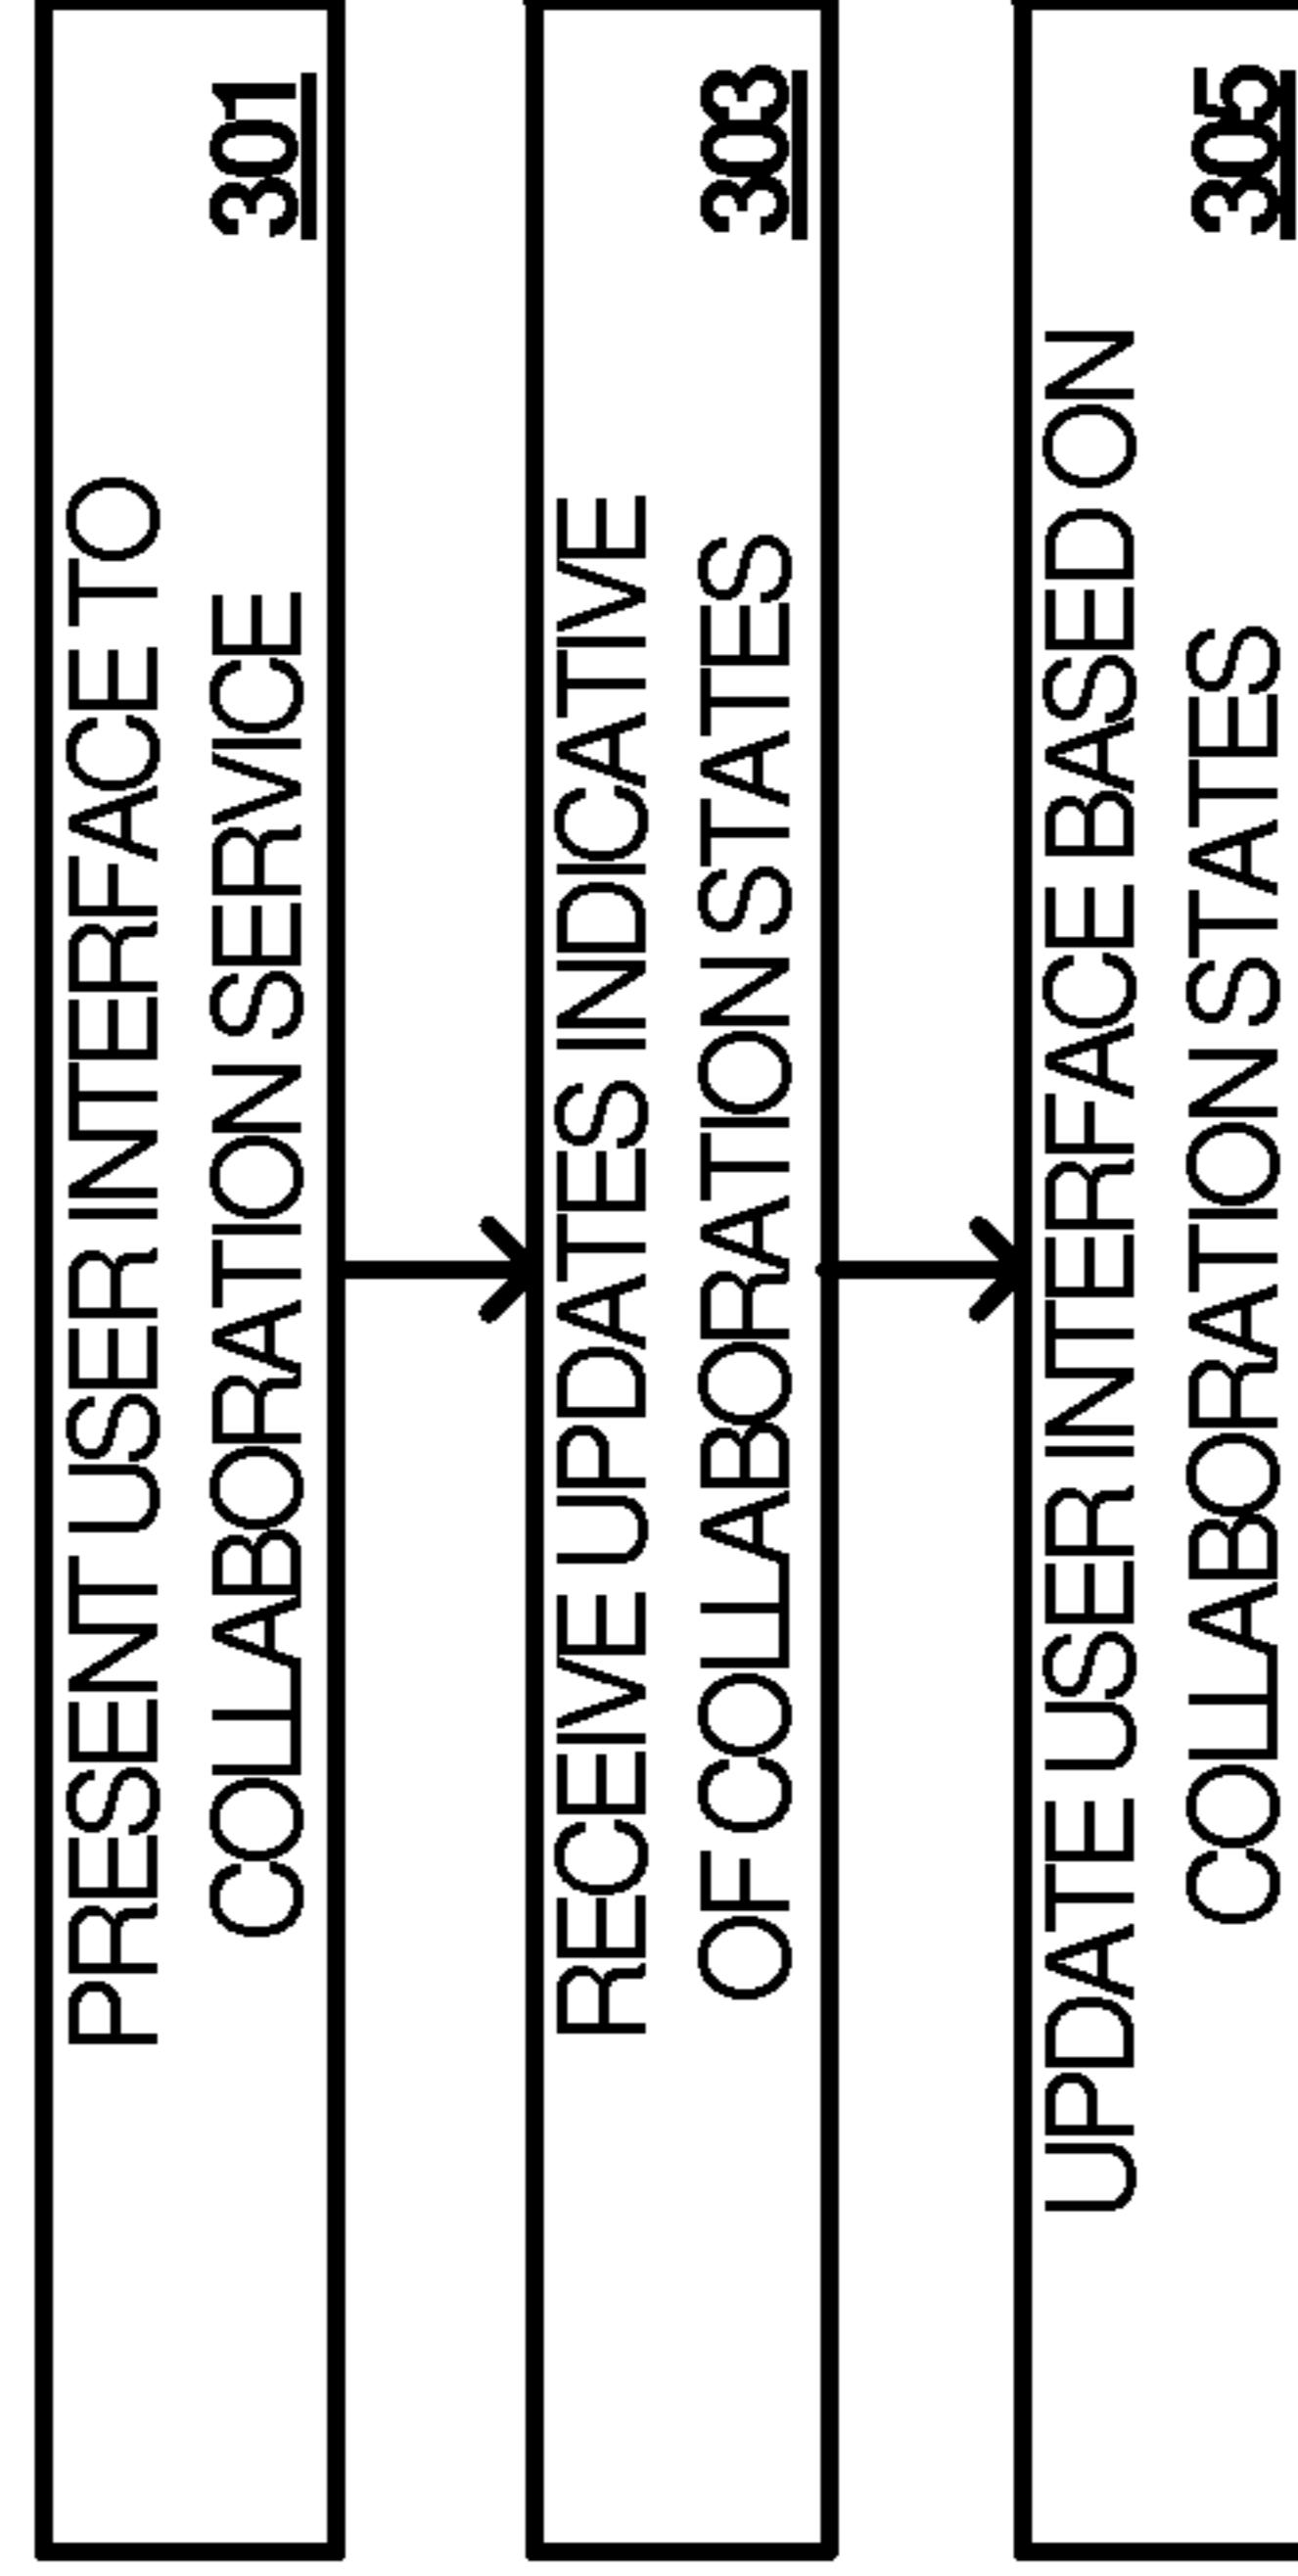 PRESENT USER INTERFACE TO
COLLABORATION SERVICE
301
RECEIVE UPDATES INDICATIVE
OF COLLABORATION STATES
303
UPDATE USER INTERFACE BASED ON
COLLABORATION STATES
305